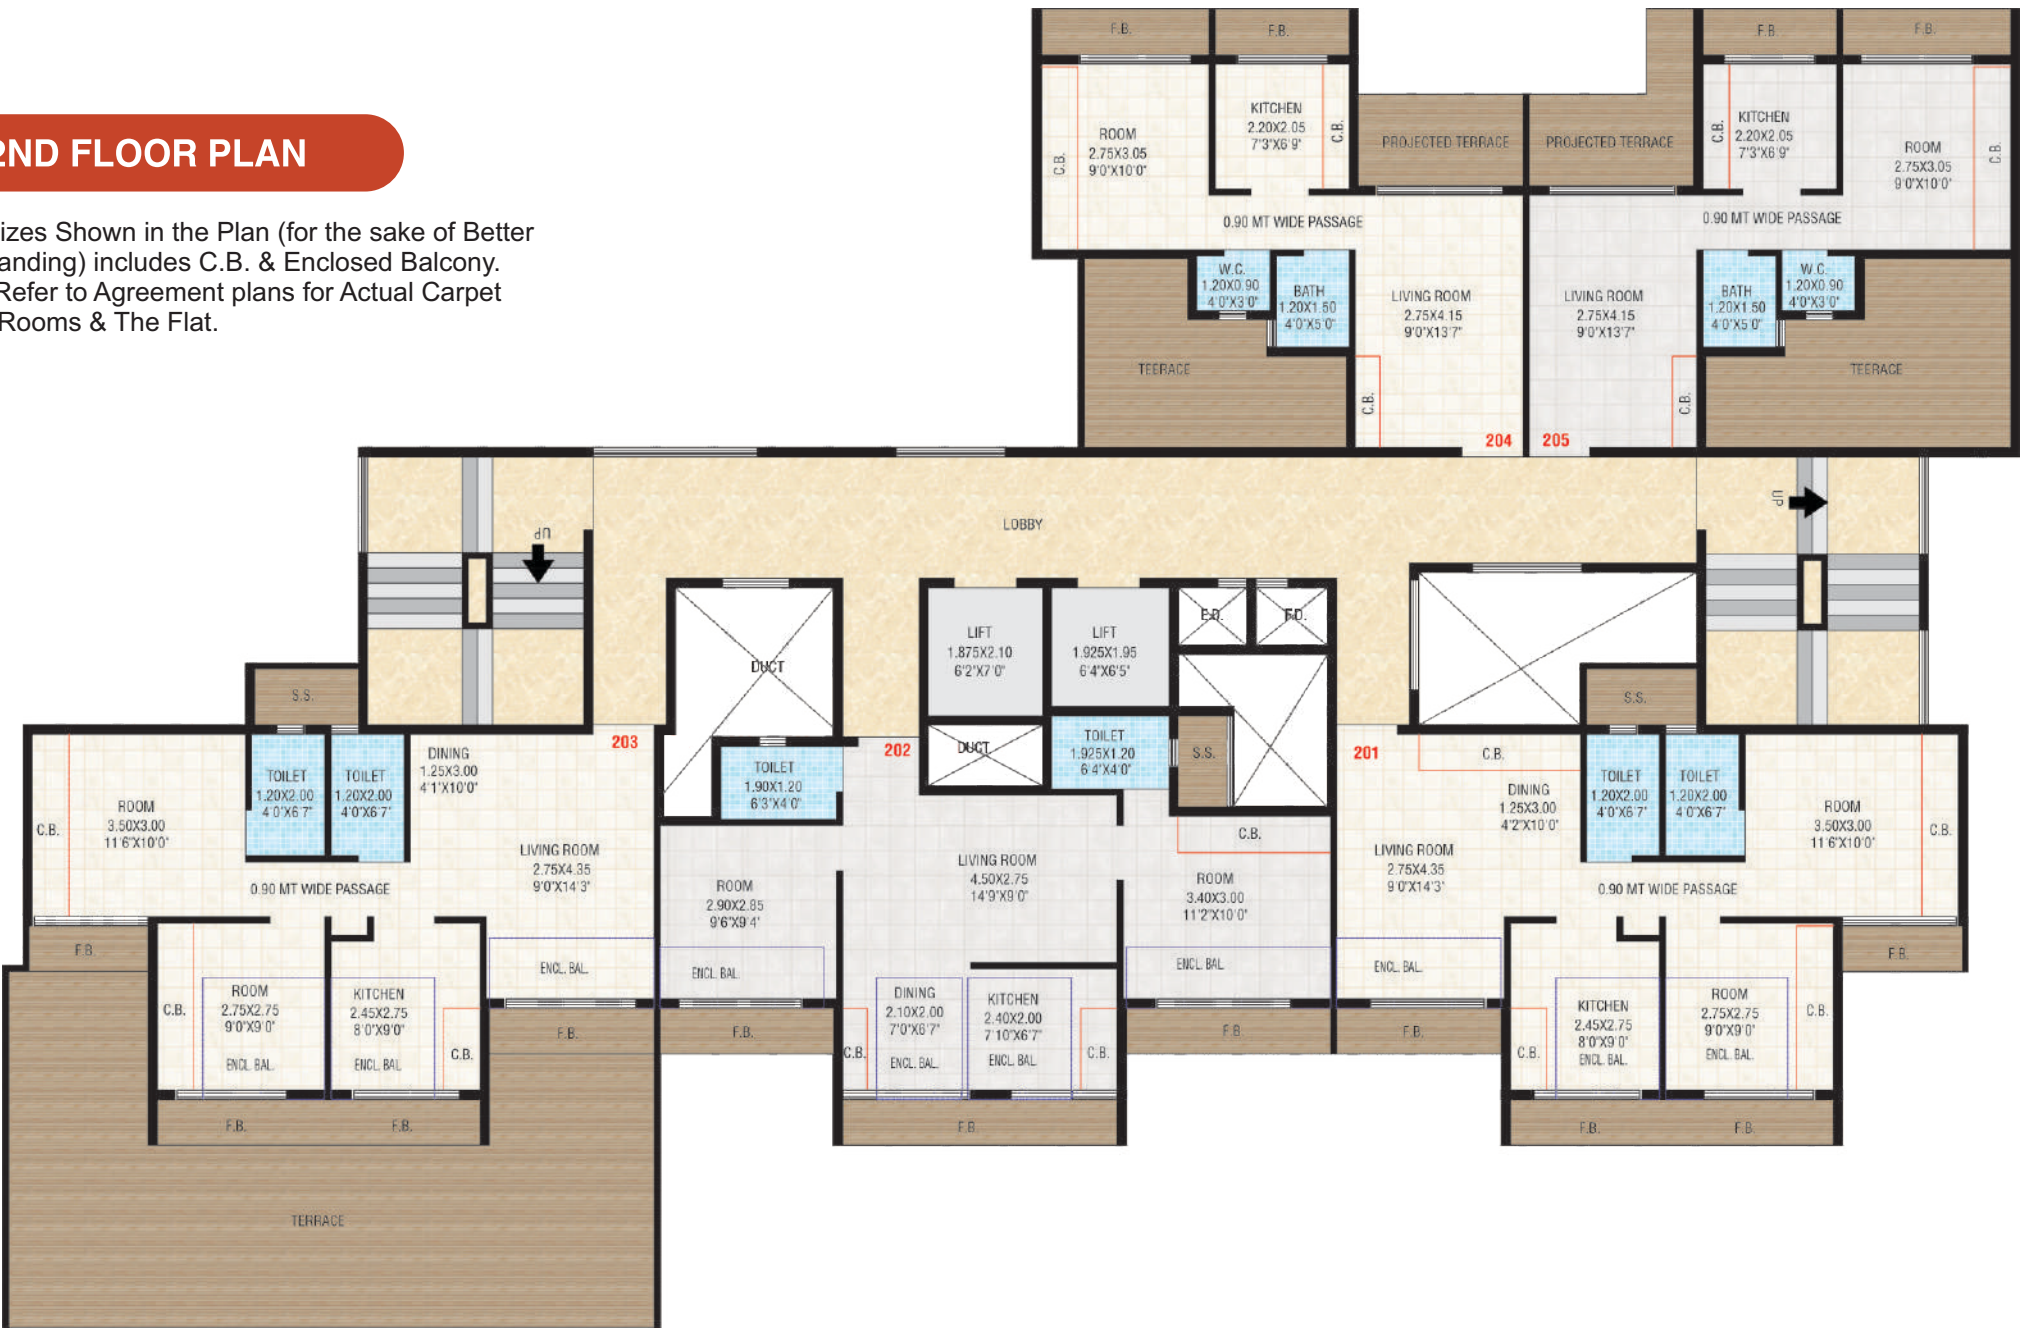 2ND FLOOR PLAN
izes Shown in the Plan (for the sake of Better
anding) includes C.B. & Enclosed Balcony.
Refer to Agreement plans for Actual Carpet
Rooms & The Flat.
F.B.
F.B.
F.B.
F.B.
ROOM
2.75X3.05
9'0"X10'0"
C.B.
KITCHEN
2.20X2.05
7'3"X6'9"
C.B.
PROJECTED TERRACE
PROJECTED TERRACE
KITCHEN
2.20X2.05
7'3"X6'9"
C.B.
ROOM
2.75X3.05
9'0"X10'0"
C.B.
0.90 MT WIDE PASSAGE
0.90 MT WIDE PASSAGE
W.C.
1.20X0.90
4'0"X3'0"
BATH
1.20X1.50
4'0"X5'0"
LIVING ROOM
2.75X4.15
9'0"X13'7"
LIVING ROOM
2.75X4.15
9'0"X13'7"
BATH
1.20X1.50
4'0"X5'0"
W.C.
1.20X0.90
4'0"X3'0"
TEERACE
C.B.
C.B.
TEERACE
204
205
UP
LOBBY
UP
DUCT
LIFT
1.875X2.10
6'2"X7'0"
LIFT
1.925X1.95
6'4"X6'5"
E.D.
F.D.
S.S.
S.S.
203
202
DUCT
TOILET
1.925X1.20
6'4"X4'0"
S.S.
201
C.B.
ROOM
3.50X3.00
11'6"X10'0"
C.B.
TOILET
1.20X2.00
4'0"X6'7"
TOILET
1.20X2.00
4'0"X6'7"
DINING
1.25X3.00
4'1"X10'0"
LIVING ROOM
2.75X4.35
9'0"X14'3"
TOILET
1.90X1.20
6'3"X4'0"
ROOM
2.90X2.85
9'6"X9'4"
LIVING ROOM
4.50X2.75
14'9"X9'0"
C.B.
ROOM
3.40X3.00
11'2"X10'0"
LIVING ROOM
2.75X4.35
9'0"X14'3"
DINING
1.25X3.00
4'2"X10'0"
TOILET
1.20X2.00
4'0"X6'7"
TOILET
1.20X2.00
4'0"X6'7"
ROOM
3.50X3.00
11'6"X10'0"
C.B.
0.90 MT WIDE PASSAGE
0.90 MT WIDE PASSAGE
F.B.
ENCL. BAL.
ENCL. BAL.
ENCL. BAL.
ENCL. BAL.
F.B.
C.B.
ROOM
2.75X2.75
9'0"X9'0"
ENCL. BAL.
KITCHEN
2.45X2.75
8'0"X9'0"
ENCL. BAL.
C.B.
F.B.
F.B.
C.B.
DINING
2.10X2.00
7'0"X6'7"
ENCL. BAL.
KITCHEN
2.40X2.00
7'10"X6'7"
ENCL. BAL.
C.B.
F.B.
F.B.
C.B.
KITCHEN
2.45X2.75
8'0"X9'0"
ENCL. BAL.
ROOM
2.75X2.75
9'0"X9'0"
ENCL. BAL.
C.B.
F.B.
F.B.
F.B.
F.B.
F.B.
TERRACE